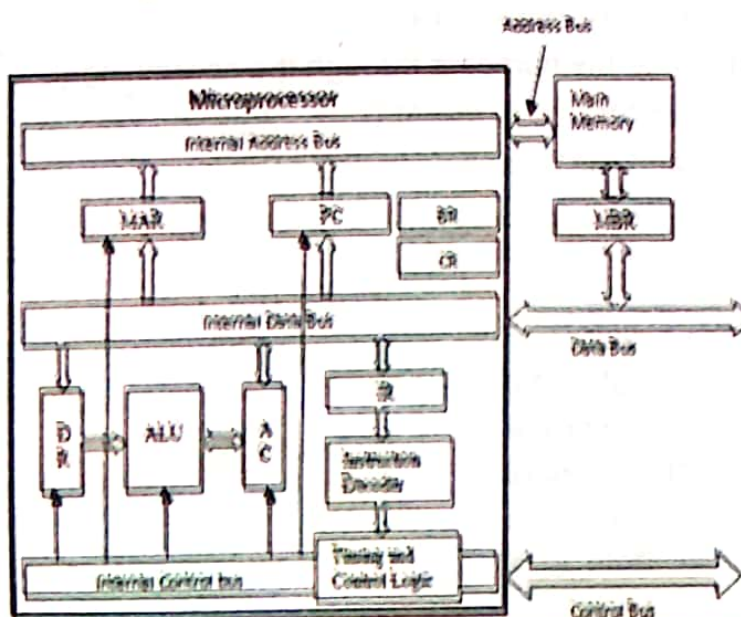 Address Bus
Microprocessor
Main
Memory
Internal Address Bus
MAR
PC
BR
MBR
CR
Internal Data Bus
Data Bus
IR
D
R
ALU
A
C
Instruction
Decoder
Timing and
Control Logic
Internal Control bus
Control Bus